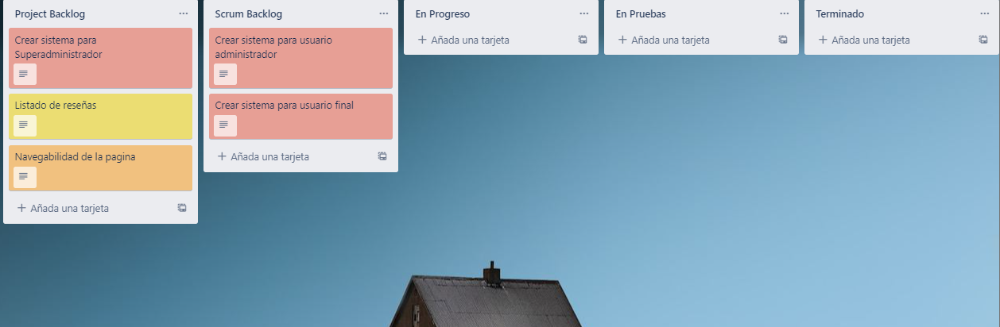 Project Backlog
Crear sistema para
Superadministrador
Listado de reseñas
Navegabilidad de la pagina
Añada una tarjeta
Scrum Backlog
Crear sistema para usuario
administrador
Crear sistema para usuario final
Añada una tarjeta
En Progreso
Añada una tarjeta
En Pruebas
Añada una tarjeta
Terminado
Añada una tarjeta